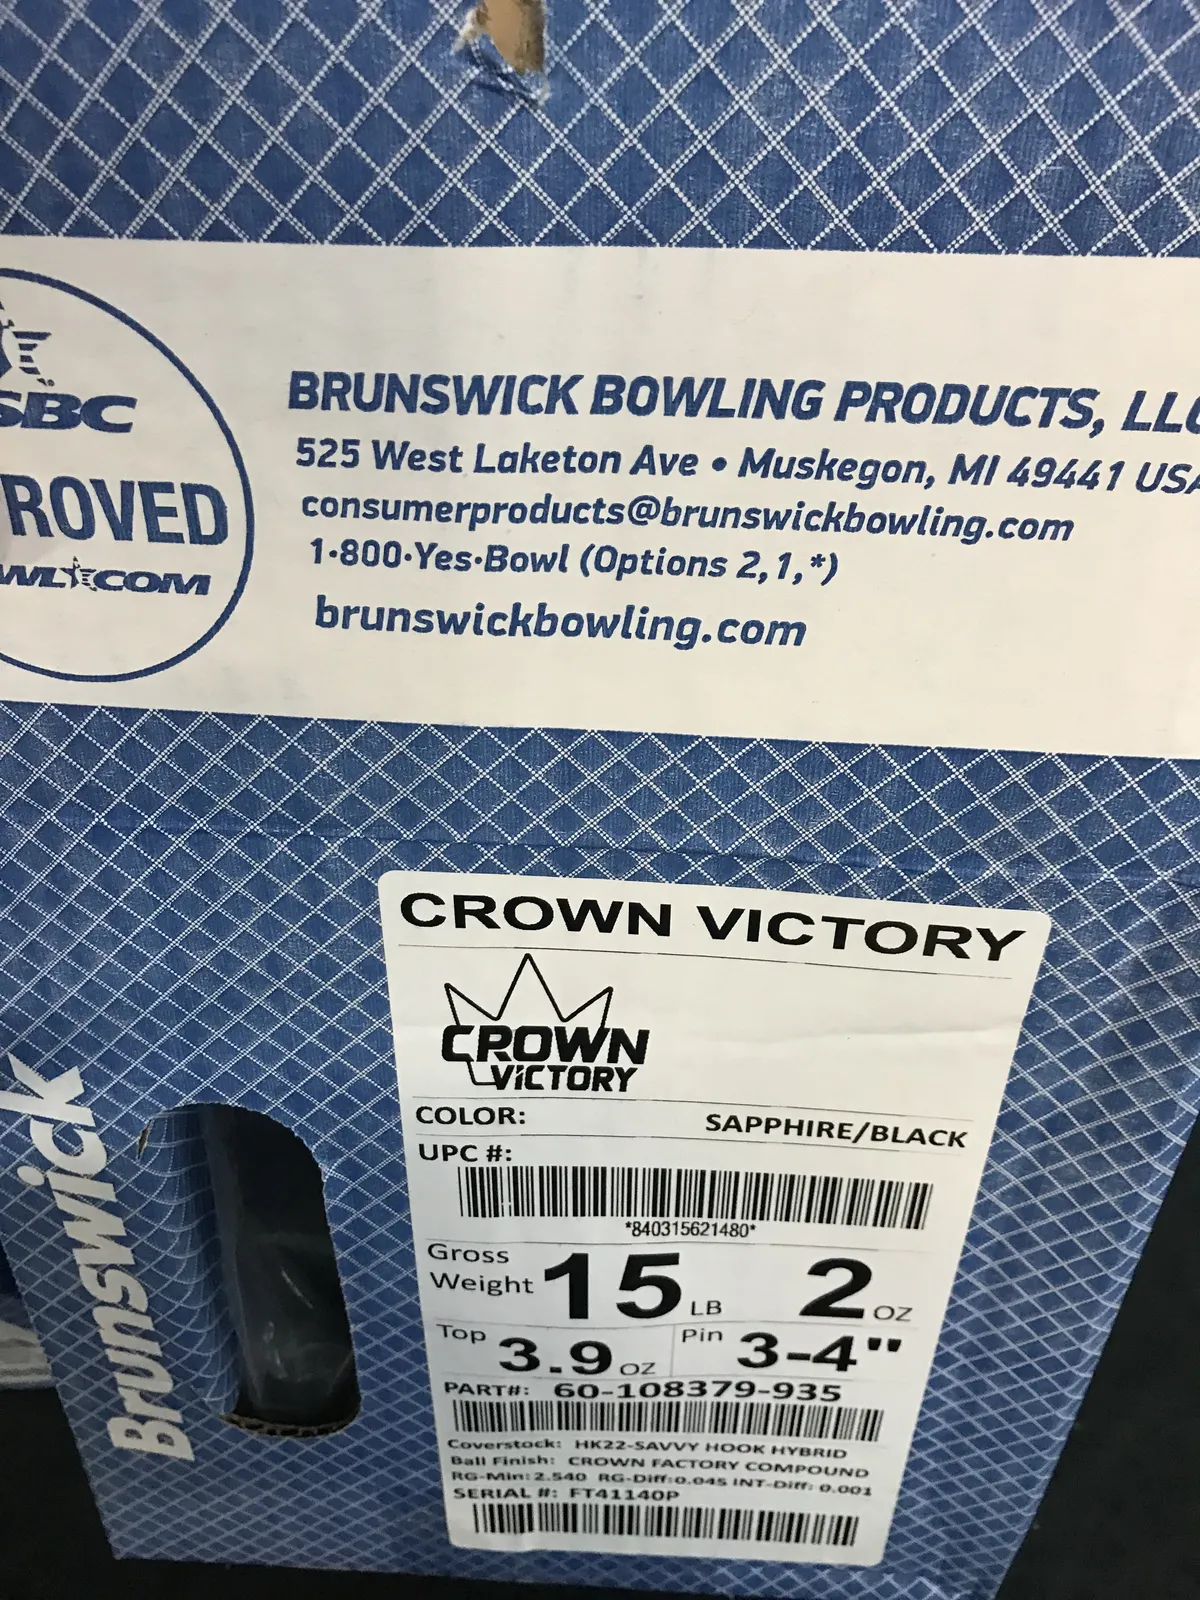 SBC
ROVED
WL COM
BRUNSWICK BOWLING PRODUCTS, LLC
525 West Laketon Ave • Muskegon, MI 49441 USA
consumerproducts@brunswickbowling.com
1·800·Yes·Bowl (Options 2,1,*)
brunswickbowling.com
Brunswick
CROWN VICTORY
CROWN
VICTORY
COLOR: SAPPHIRE/BLACK
UPC #:
*840315621480*
Gross Weight 15 LB 2 OZ
Top 3.9 OZ Pin 3-4"
PART#: 60-108379-935
Coverstock: HK22-SAVVY HOOK HYBRID
Ball Finish: CROWN FACTORY COMPOUND
RG-Min: 2.540 RG-Diff:0.045 INT-Diff: 0.001
SERIAL #: FT41140P